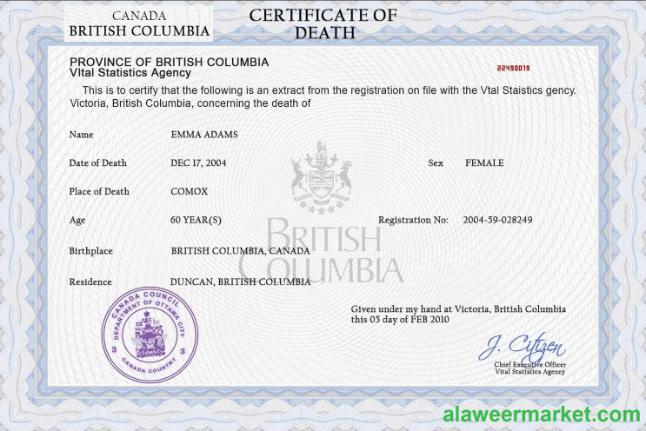 CANADA
BRITISH COLUMBIA
CERTIFICATE OF
DEATH
PROVINCE OF BRITISH COLUMBIA
VItal Statistics Agency
22490019
This is to certify that the following is an extract from the registration on file with the Vtal Staistics gency.
Victoria, British Columbia, concerning the death of
Name EMMA ADAMS
Date of Death DEC 17, 2004 Sex FEMALE
Place of Death COMOX
Age 60 YEAR(S) Registration No: 2004-59-028249
BRITISH
COLUMBIA
Birthplace BRITISH COLUMBIA, CANADA
Residence DUNCAN, BRITISH COLUMBIA
CANADA COUNCIL
DEPARTMENT OF OTTAWA CITY
3 3
CANADA COUNTRY
Given under my hand at Victoria, British Columbia
this 05 day of FEB 2010
J. Citizen
Chief Executive Officer
Vital Statistics Agency
alaweermarket.com